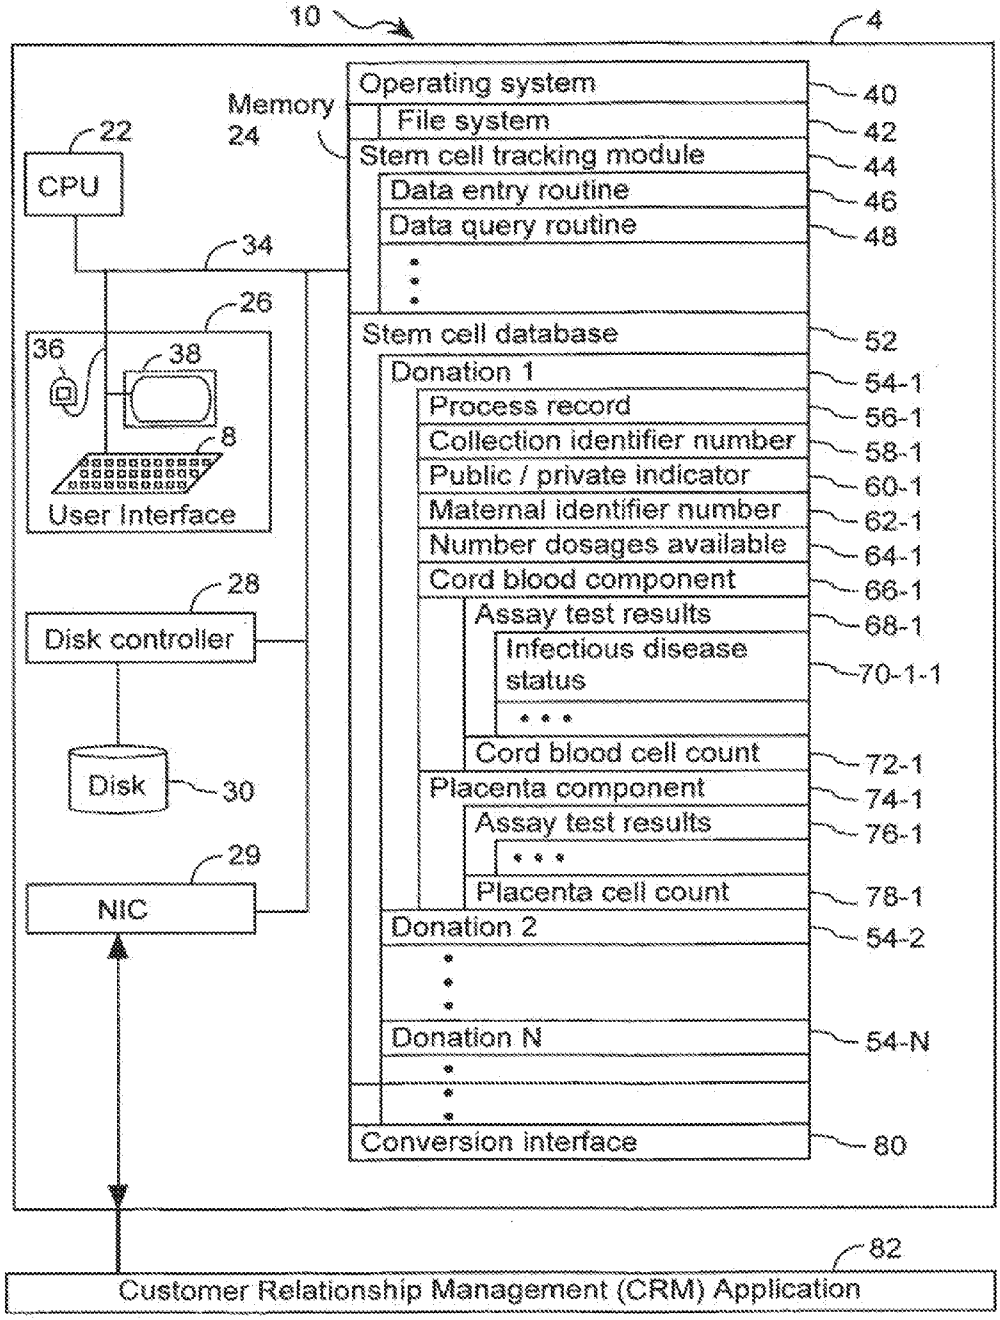 10
4
Operating system
40
Memory
24
File system
42
22
Stem cell tracking module
44
CPU
Data entry routine
46
Data query routine
48
34
26
Stem cell database
52
36
38
Donation 1
54-1
Process record
56-1
8
Collection identifier number
58-1
Public / private indicator
60-1
User Interface
Maternal identifier number
62-1
Number dosages available
64-1
28
Cord blood component
66-1
Disk controller
Assay test results
68-1
Infectious disease
status
70-1-1
Cord blood cell count
72-1
Disk
30
Placenta component
74-1
Assay test results
76-1
29
NIC
Placenta cell count
78-1
Donation 2
54-2
Donation N
54-N
Conversion interface
80
82
Customer Relationship Management (CRM) Application